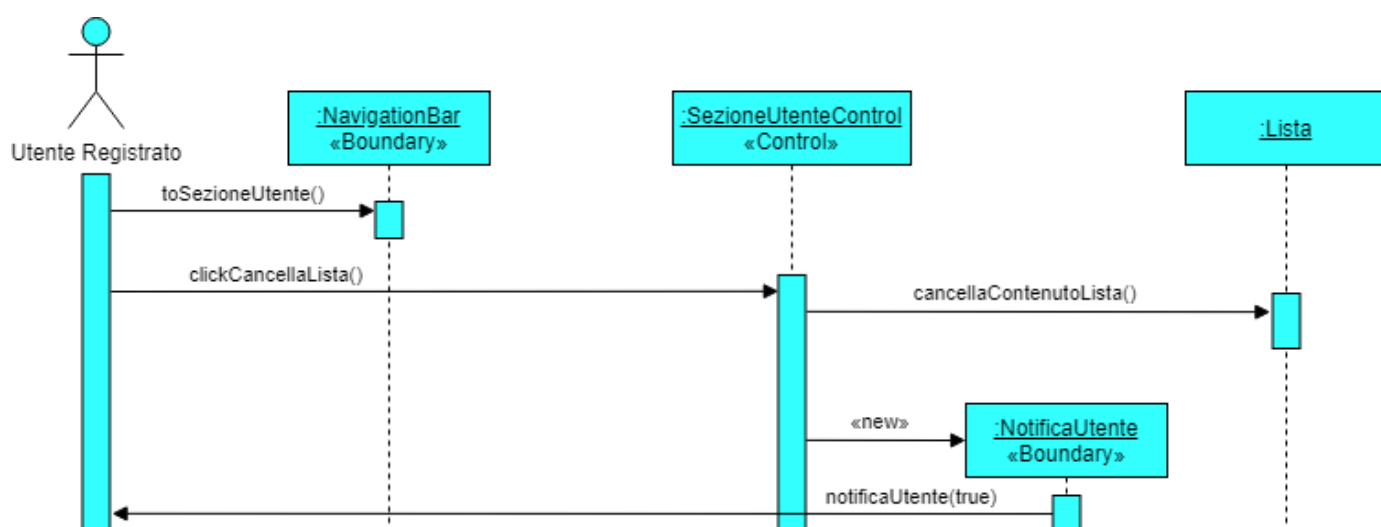 Utente Registrato
:NavigationBar
«Boundary»
:SezioneUtenteControl
«Control»
:Lista
toSezioneUtente()
clickCancellaLista()
cancellaContenutoLista()
«new»
:NotificaUtente
«Boundary»
notificaUtente(true)